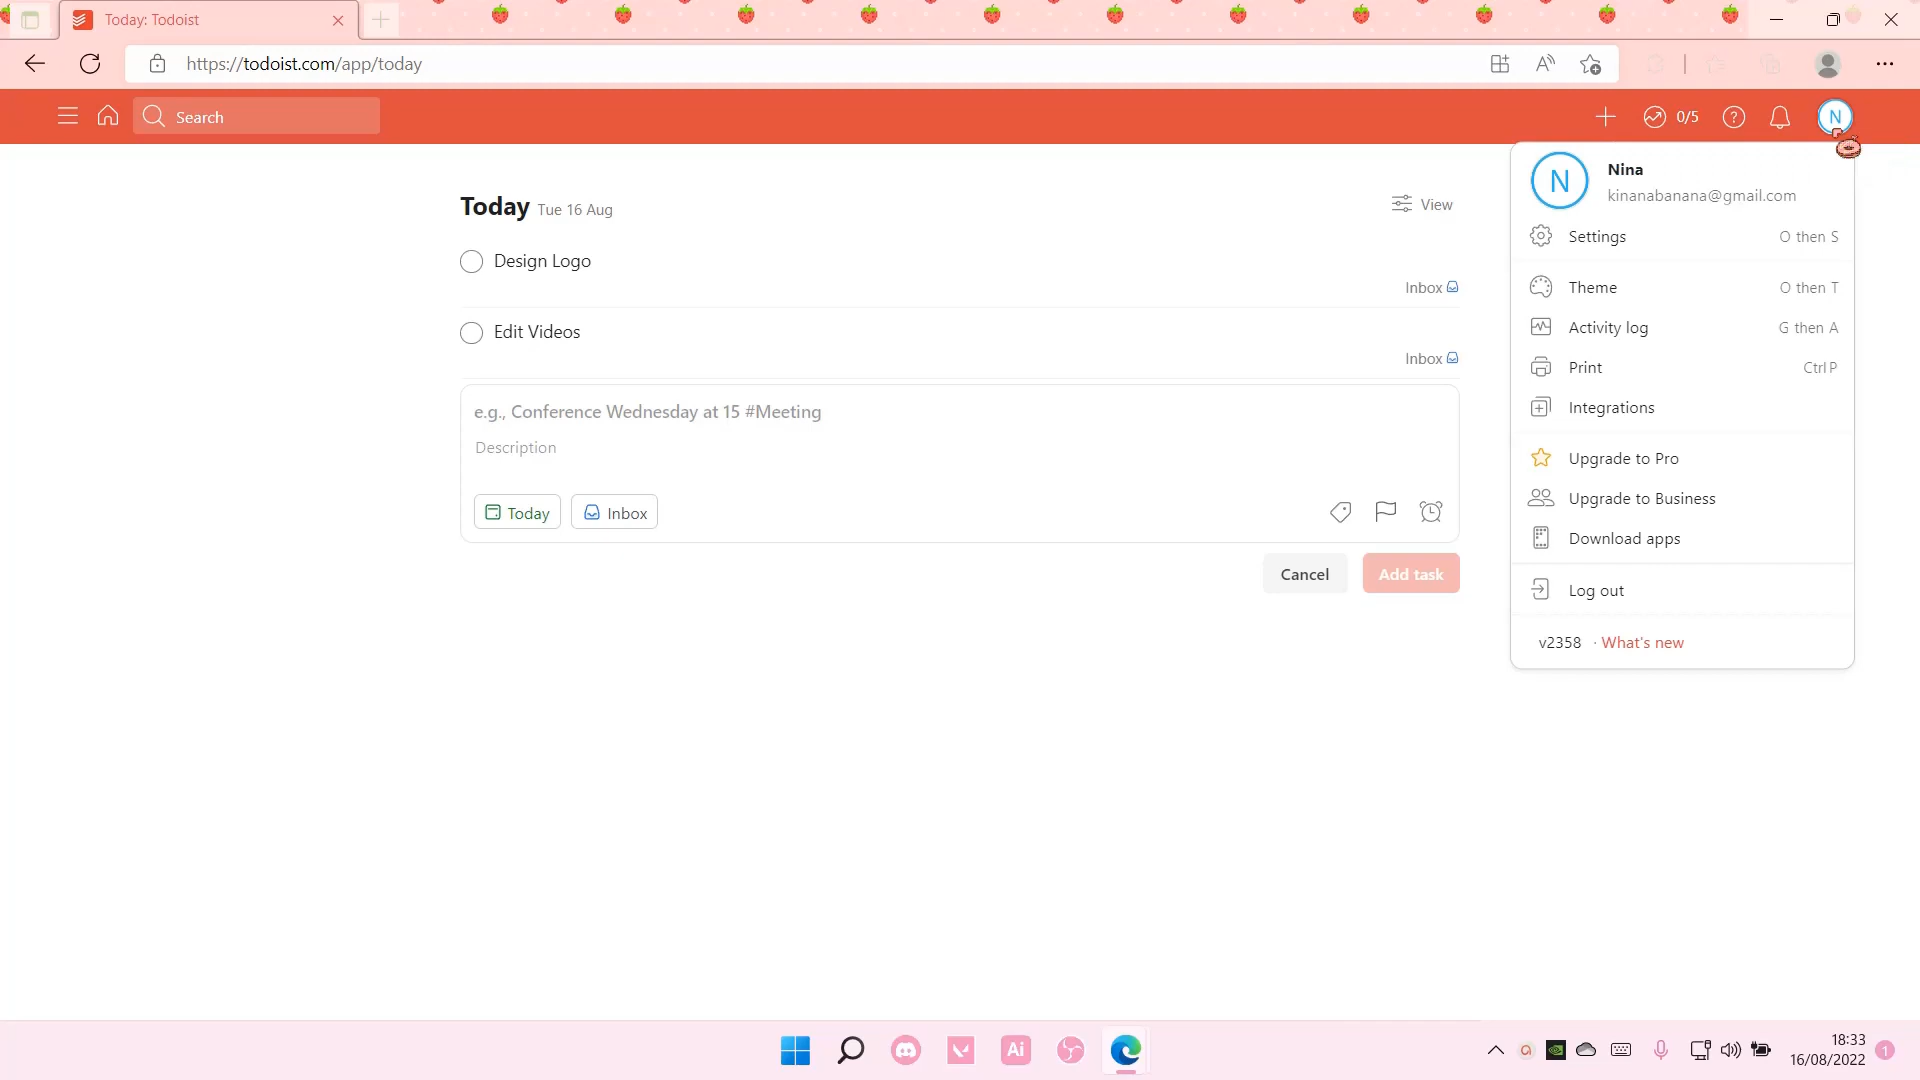 Today: Todoist
https://todoist.com/app/today
Search
0/5
N
N
Nina
kinanabanana@gmail.com
Settings O then S
Theme O then T
Activity log G then A
Print Ctrl P
Integrations
Upgrade to Pro
Upgrade to Business
Download apps
Log out
v2358 · What's new
Today Tue 16 Aug
View
Design Logo
Inbox
Edit Videos
Inbox
e.g., Conference Wednesday at 15 #Meeting
Description
Today Inbox
Cancel Add task
Ai
18:33
16/08/2022
1